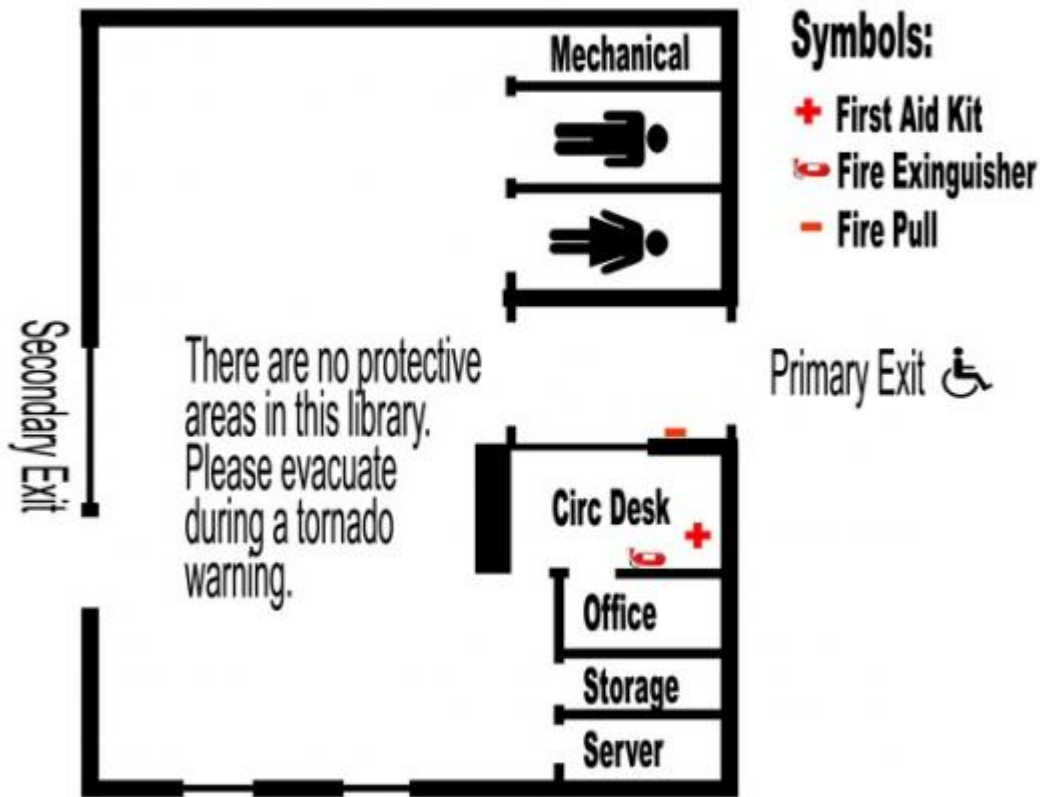 Mechanical
Symbols:
First Aid Kit
Fire Exinguisher
Fire Pull
Secondary Exit
There are no protective
areas in this library.
Please evacuate
during a tornado
warning.
Primary Exit
Circ Desk
Office
Storage
Server